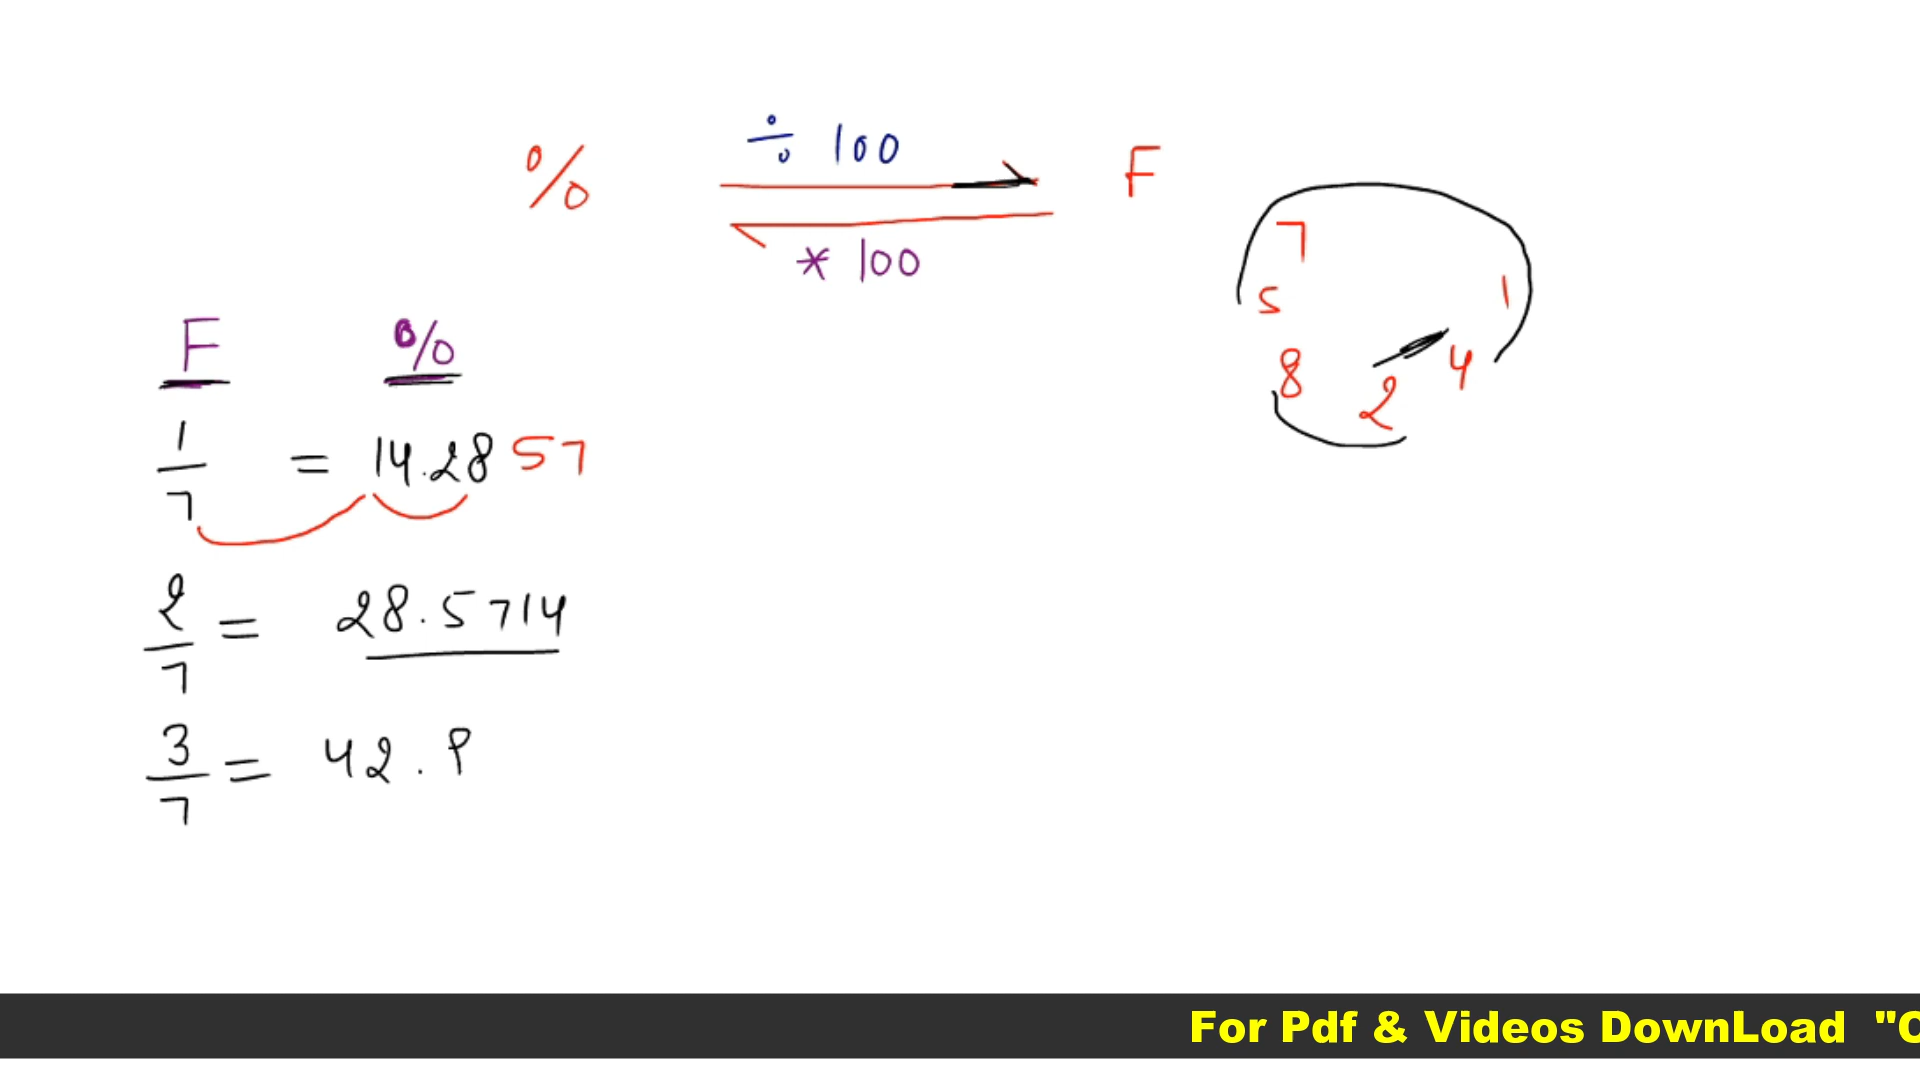 ÷ 100
% F
* 100
7
5 1
8 2 4
F %
1/7 = 14.2857
2/7 = 28.5714
3/7 = 42.
For Pdf & Videos DownLoad "